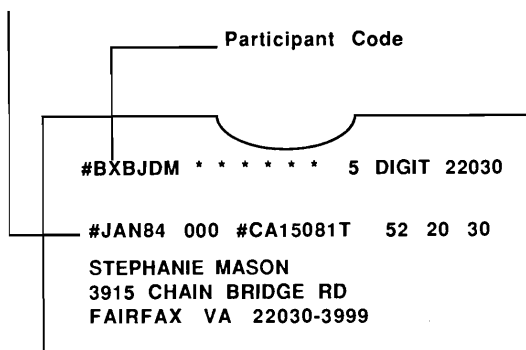 Participant Code
#BXBJDM * * * * * * 5 DIGIT 22030
#JAN84 000 #CA15081T 52 20 30
STEPHANIE MASON
3915 CHAIN BRIDGE RD
FAIRFAX VA 22030-3999